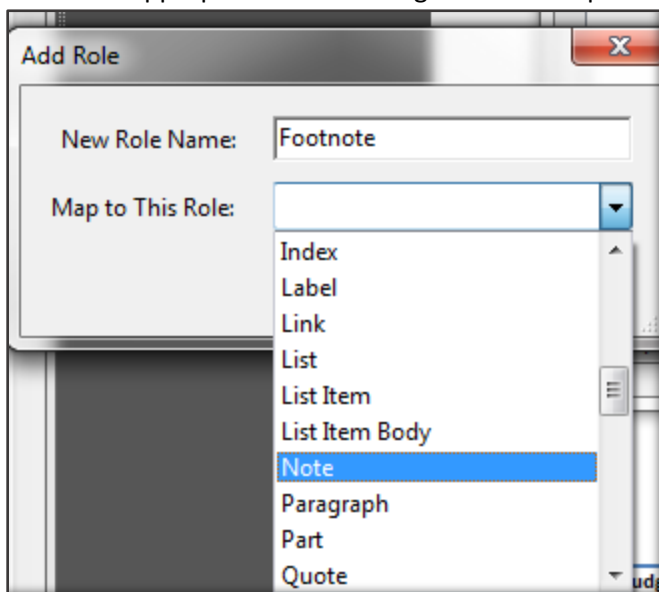 Add Role
New Role Name: Footnote
Map to This Role:
Index
Label
Link
List
List Item
List Item Body
Note
Paragraph
Part
Quote